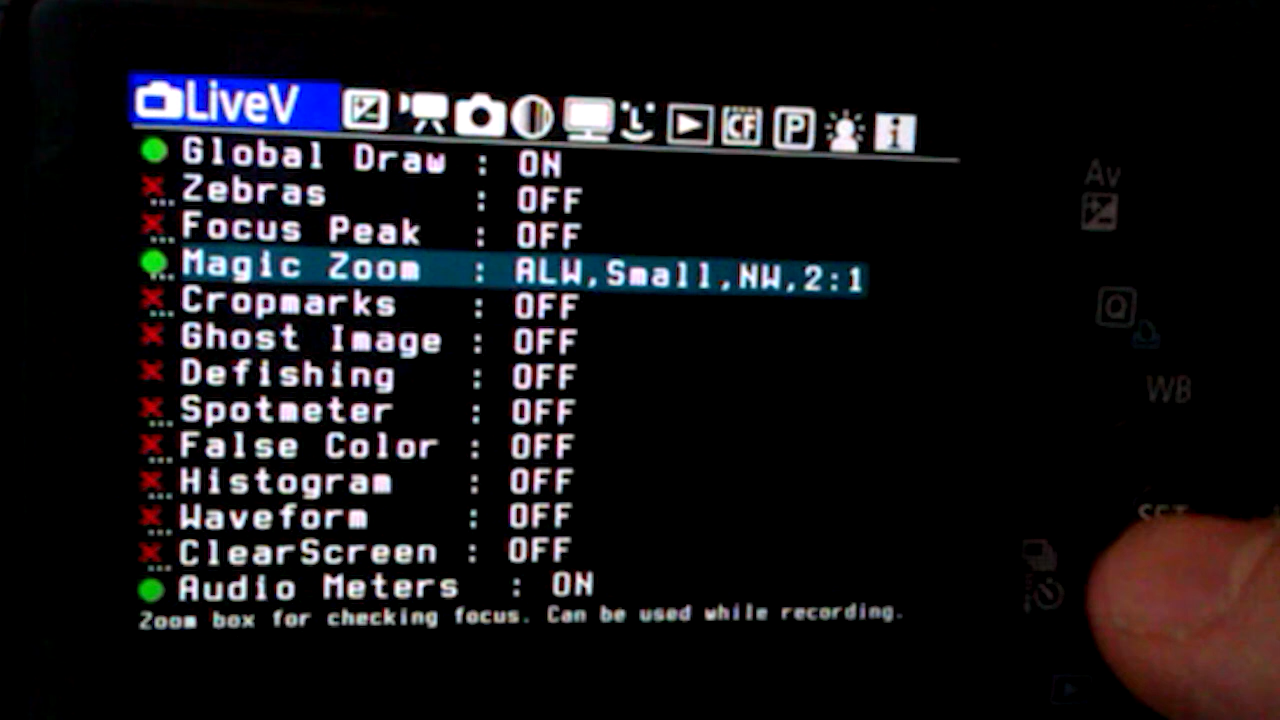 LiveV L CF P i
Global Draw : ON
Zebras : OFF
Focus Peak : OFF
Magic Zoom : ALW,Small,NW,2:1
Cropmarks : OFF
Ghost Image : OFF
Defishing : OFF
Spotmeter : OFF
False Color : OFF
Histogram : OFF
Waveform : OFF
ClearScreen : OFF
Audio Meters : ON
Zoom box for checking focus. Can be used while recording.
Av
Q
WB
SET